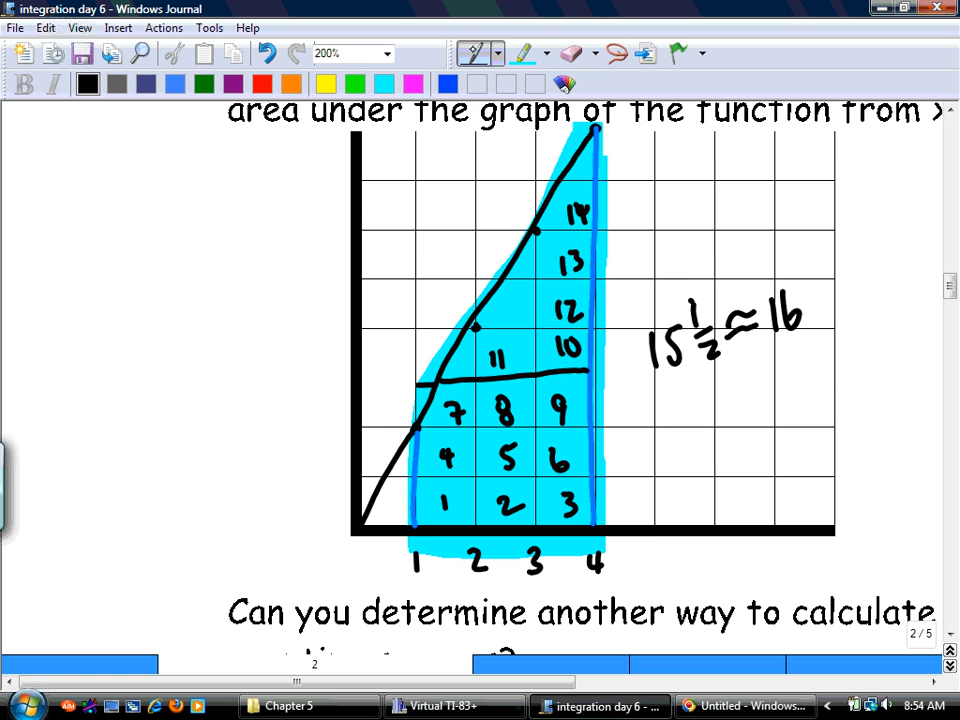 integration day 6 - Windows Journal
File Edit View Insert Actions Tools Help
200%
B I
area under the graph of the function from x
14
13
12
11 10
7 8 9
4 5 6
1 2 3
15 1/2 ≈ 16
1 2 3 4
Can you determine another way to calculate
2 / 5
2
Chapter 5 Virtual TI-83+ integration day 6 - ... Untitled - Windows... 8:54 AM